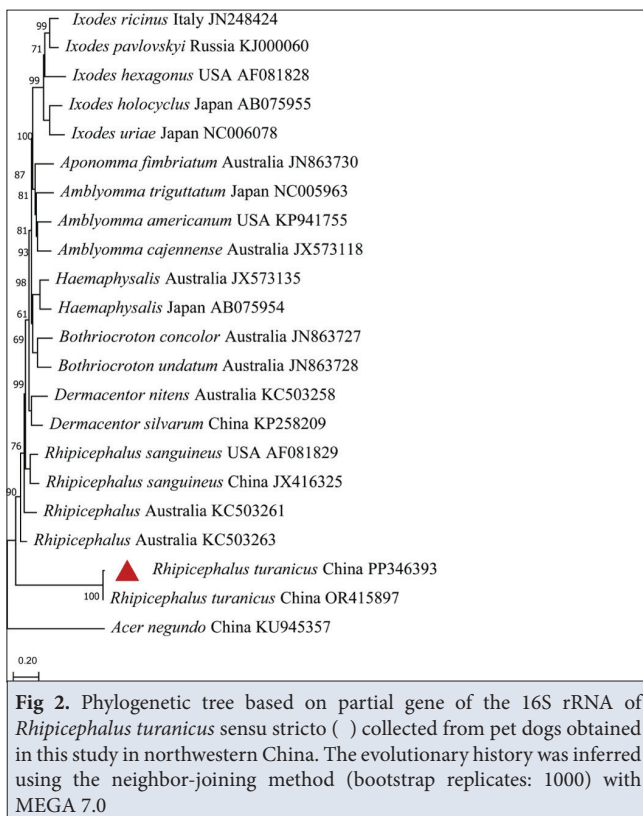 99
Ixodes ricinus Italy JN248424
71
Ixodes pavlovskyi Russia KJ000060
99
Ixodes hexagonus USA AF081828
Ixodes holocyclus Japan AB075955
100
Ixodes uriae Japan NC006078
Aponomma fimbriatum Australia JN863730
87
81
Amblyomma triguttatum Japan NC005963
81
Amblyomma americanum USA KP941755
93
Amblyomma cajennense Australia JX573118
98
Haemaphysalis Australia JX573135
61
Haemaphysalis Japan AB075954
69
Bothriocroton concolor Australia JN863727
Bothriocroton undatum Australia JN863728
99
Dermacentor nitens Australia KC503258
Dermacentor silvarum China KP258209
76
Rhipicephalus sanguineus USA AF081829
Rhipicephalus sanguineus China JX416325
90
Rhipicephalus Australia KC503261
Rhipicephalus Australia KC503263
Rhipicephalus turanicus China PP346393
100
Rhipicephalus turanicus China OR415897
Acer negundo China KU945357
0.20
Fig 2. Phylogenetic tree based on partial gene of the 16S rRNA of
Rhipicephalus turanicus sensu stricto ( ) collected from pet dogs obtained
in this study in northwestern China. The evolutionary history was inferred
using the neighbor-joining method (bootstrap replicates: 1000) with
MEGA 7.0